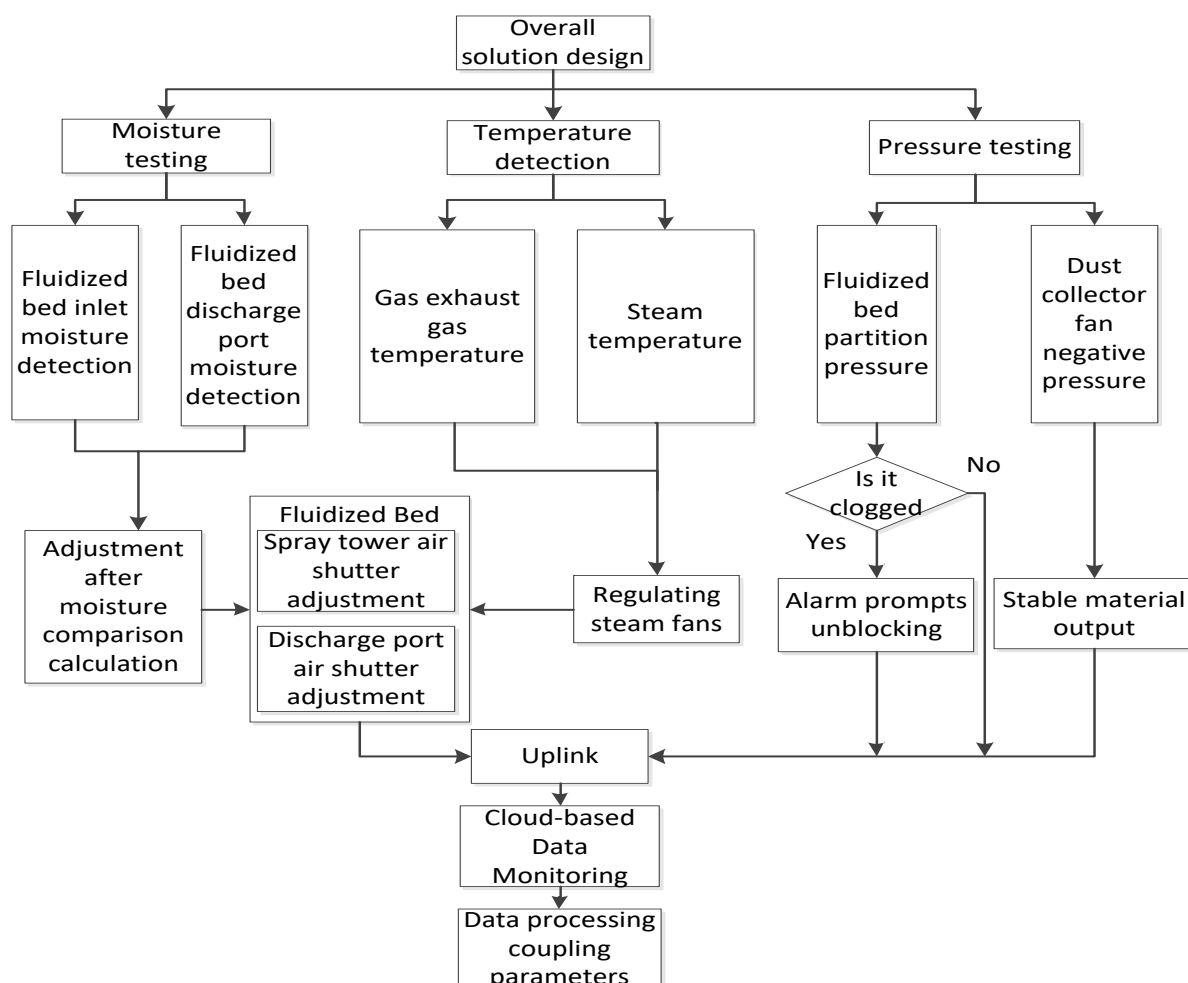 Overall
solution design
Moisture
testing
Temperature
detection
Pressure testing
Fluidized
bed inlet
moisture
detection
Fluidized
bed
discharge
port
moisture
detection
Gas exhaust
gas
temperature
Steam
temperature
Fluidized
bed
partition
pressure
Dust
collector
fan
negative
pressure
Is it
clogged
No
Yes
Adjustment
after
moisture
comparison
calculation
Fluidized Bed
Spray tower air
shutter
adjustment
Discharge port
air shutter
adjustment
Regulating
steam fans
Alarm prompts
unblocking
Stable material
output
Uplink
Cloud-based
Data
Monitoring
Data processing
coupling
parameters